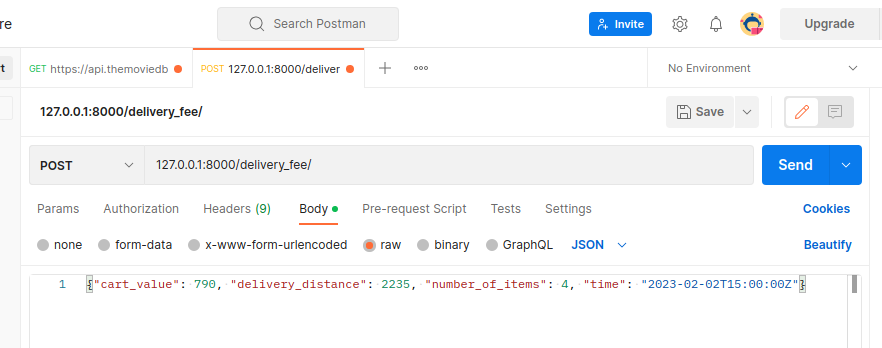 re
Search Postman
Invite
Upgrade
rt
GET https://api.themoviedb
POST 127.0.0.1:8000/deliver
No Environment
127.0.0.1:8000/delivery_fee/
Save
POST
127.0.0.1:8000/delivery_fee/
Send
Params Authorization Headers (9) Body Pre-request Script Tests Settings Cookies
none form-data x-www-form-urlencoded raw binary GraphQL JSON Beautify
1 {"cart_value": 790, "delivery_distance": 2235, "number_of_items": 4, "time": "2023-02-02T15:00:00Z"}